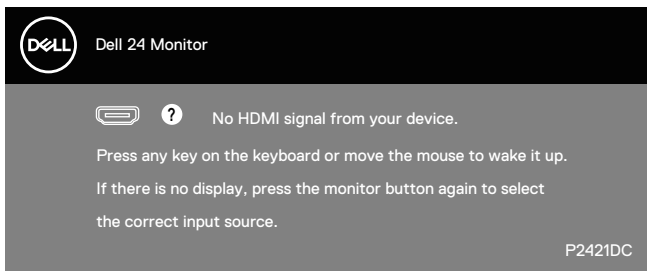 DELL
Dell 24 Monitor
? No HDMI signal from your device.
Press any key on the keyboard or move the mouse to wake it up.
If there is no display, press the monitor button again to select
the correct input source.
P2421DC